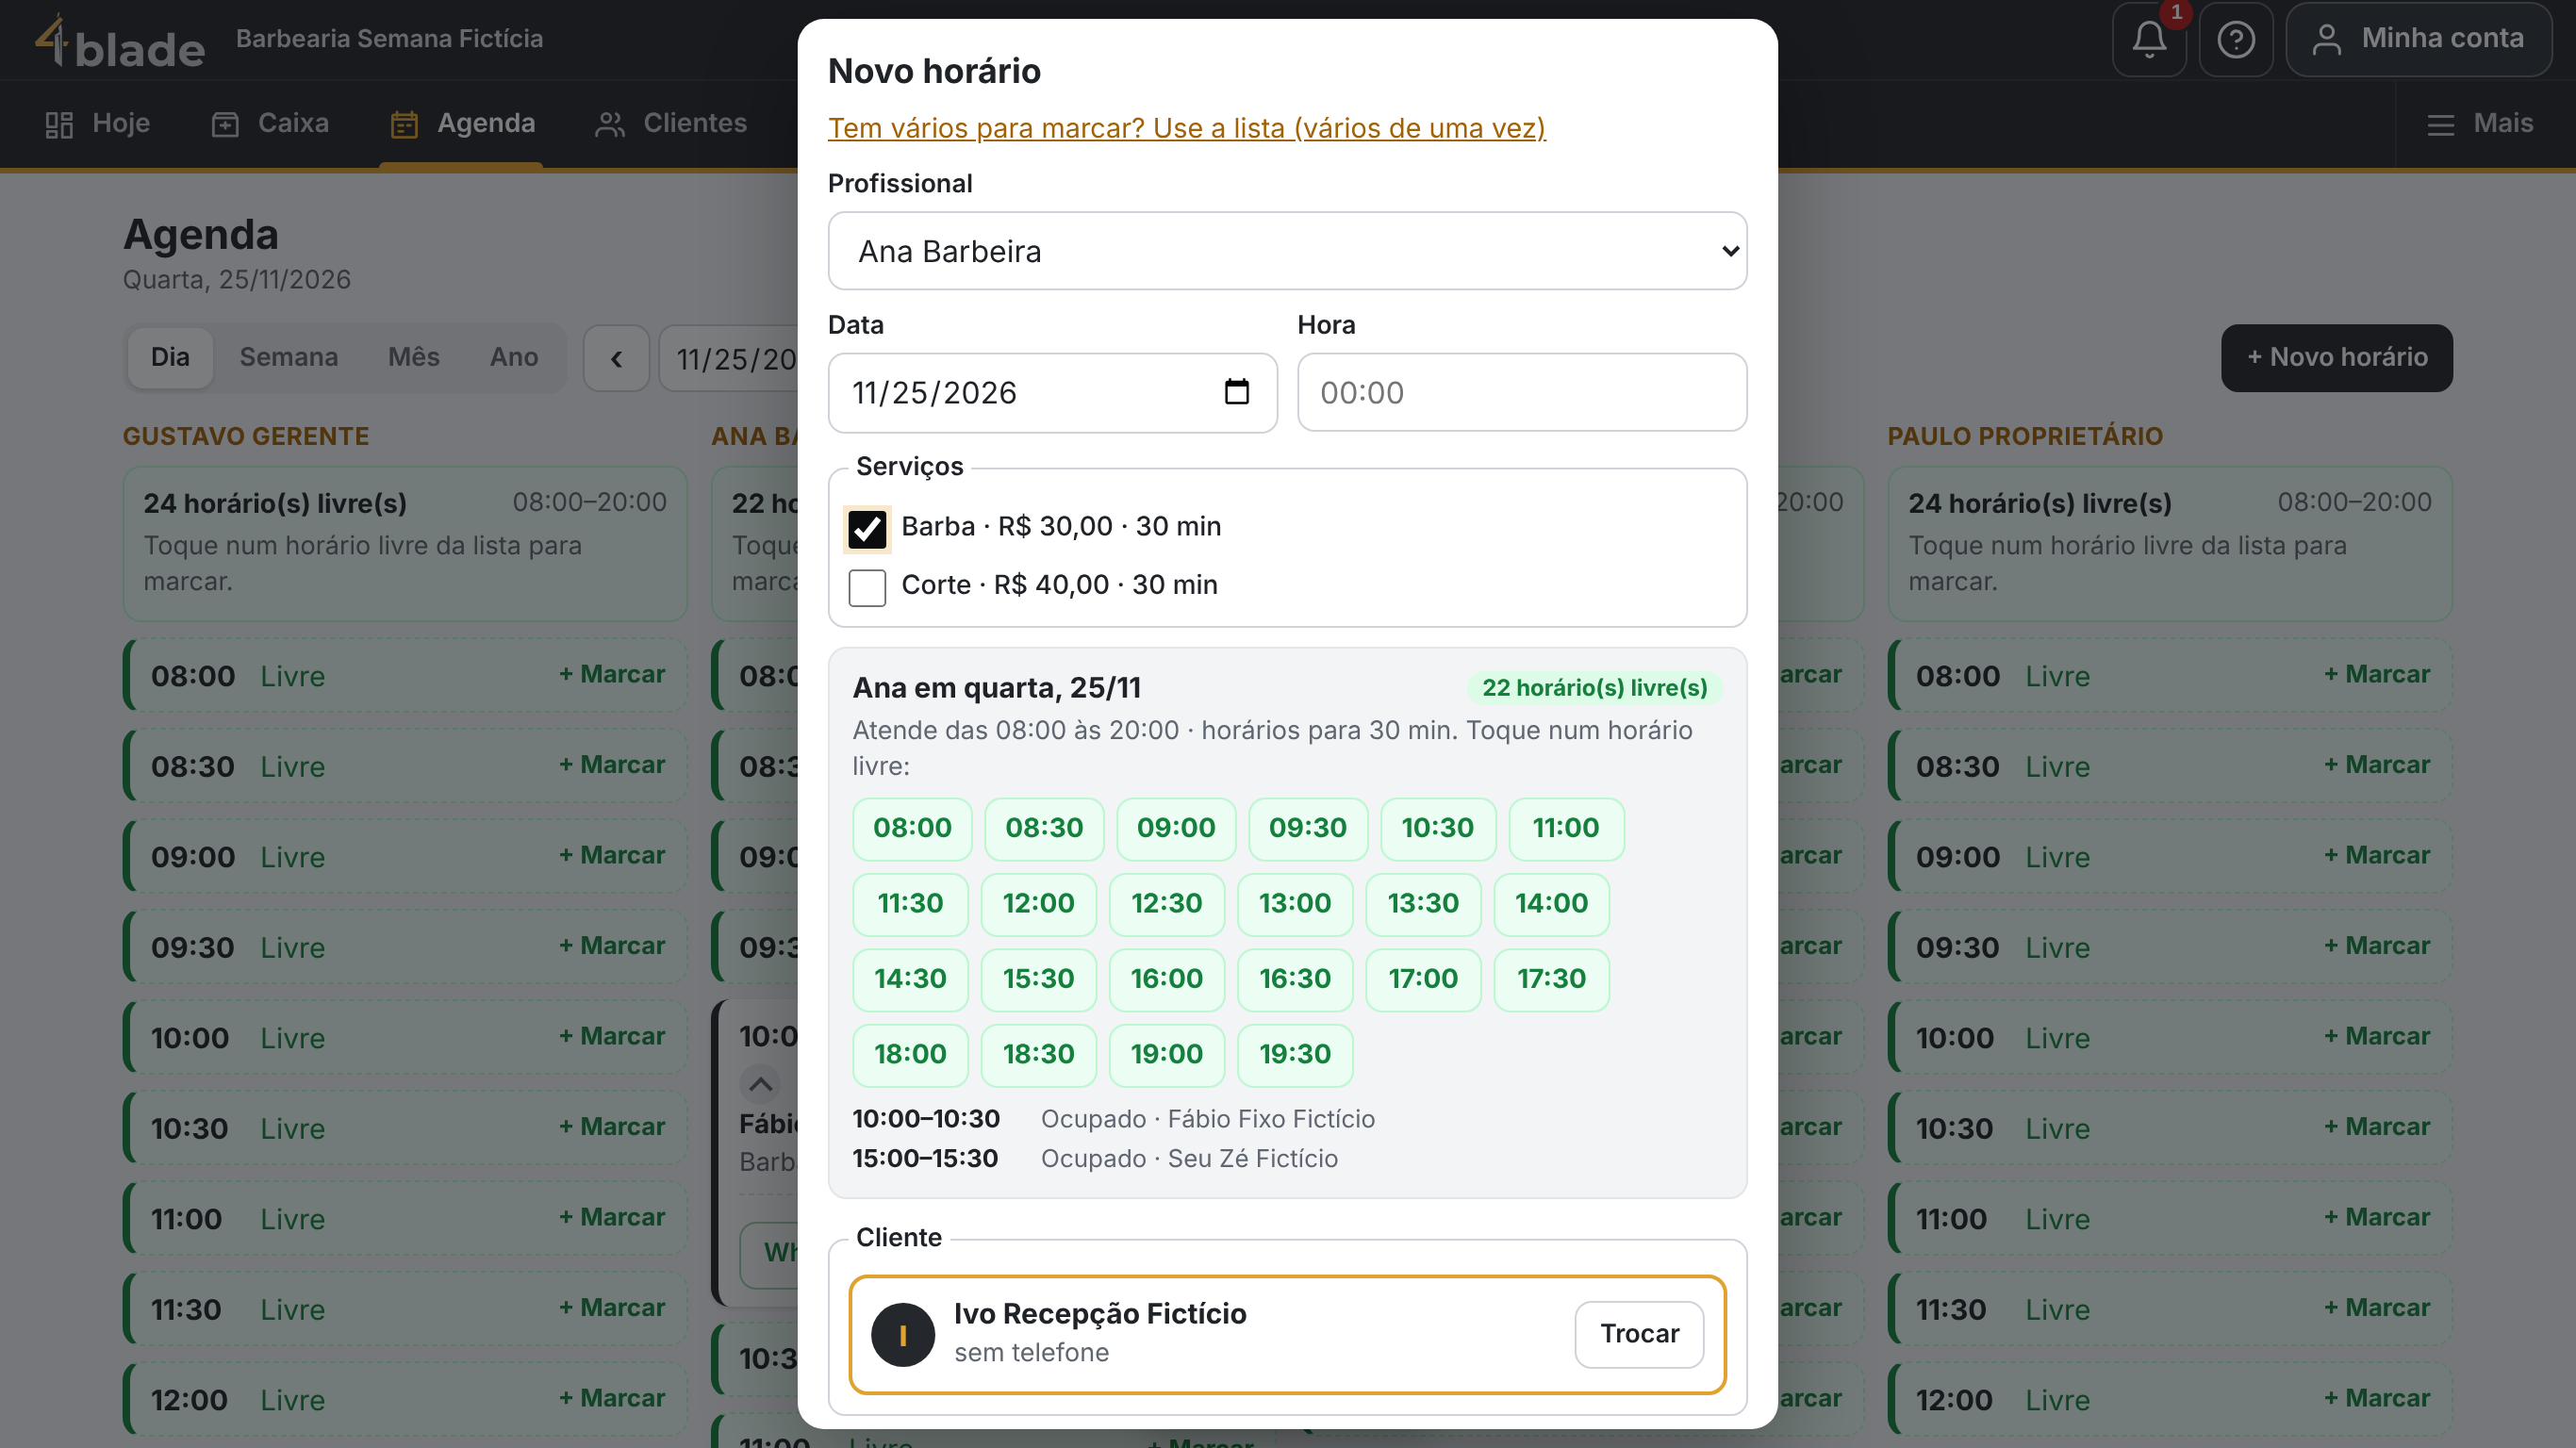 4blade
Barbearia Semana Fictícia
1
Minha conta
Hoje
Caixa
Agenda
Clientes
Mais
Agenda
Quarta, 25/11/2026
Dia
Semana
Mês
Ano
‹
11/25/20
+ Novo horário
GUSTAVO GERENTE
24 horário(s) livre(s)
08:00–20:00
Toque num horário livre da lista para
marcar.
08:00 Livre + Marcar
08:30 Livre + Marcar
09:00 Livre + Marcar
09:30 Livre + Marcar
10:00 Livre + Marcar
10:30 Livre + Marcar
11:00 Livre + Marcar
11:30 Livre + Marcar
12:00 Livre + Marcar
ANA BA
Novo horário
Tem vários para marcar? Use a lista (vários de uma vez)
Profissional
Ana Barbeira
Data
11/25/2026
Hora
00:00
Serviços
Barba · R$ 30,00 · 30 min
Corte · R$ 40,00 · 30 min
Ana em quarta, 25/11
22 horário(s) livre(s)
Atende das 08:00 às 20:00 · horários para 30 min. Toque num horário
livre:
08:00 08:30 09:00 09:30 10:30 11:00
11:30 12:00 12:30 13:00 13:30 14:00
14:30 15:30 16:00 16:30 17:00 17:30
18:00 18:30 19:00 19:30
10:00–10:30 Ocupado · Fábio Fixo Fictício
15:00–15:30 Ocupado · Seu Zé Fictício
Cliente
I
Ivo Recepção Fictício
sem telefone
Trocar
PAULO PROPRIETÁRIO
24 horário(s) livre(s)
08:00–20:00
Toque num horário livre da lista para
marcar.
08:00 Livre + Marcar
08:30 Livre + Marcar
09:00 Livre + Marcar
09:30 Livre + Marcar
10:00 Livre + Marcar
10:30 Livre + Marcar
11:00 Livre + Marcar
11:30 Livre + Marcar
12:00 Livre + Marcar